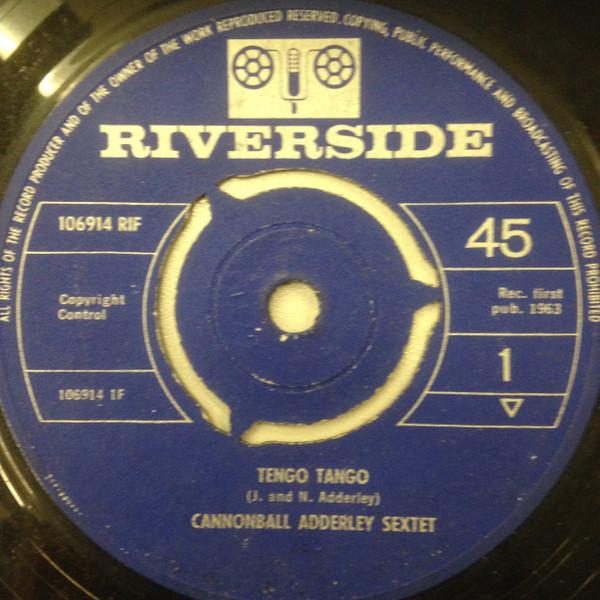 ALL RIGHTS OF THE RECORD PRODUCER AND OF THE OWNER OF THE WORK REPRODUCED RESERVED. COPYING, PUBLIC PERFORMANCE AND BROADCASTING OF THIS RECORD PROHIBITED
RIVERSIDE
106914 RIF
45
Copyright
Control
Rec. first
pub. 1963
106914 1F
1
TENGO TANGO
(J. and N. Adderley)
CANNONBALL ADDERLEY SEXTET